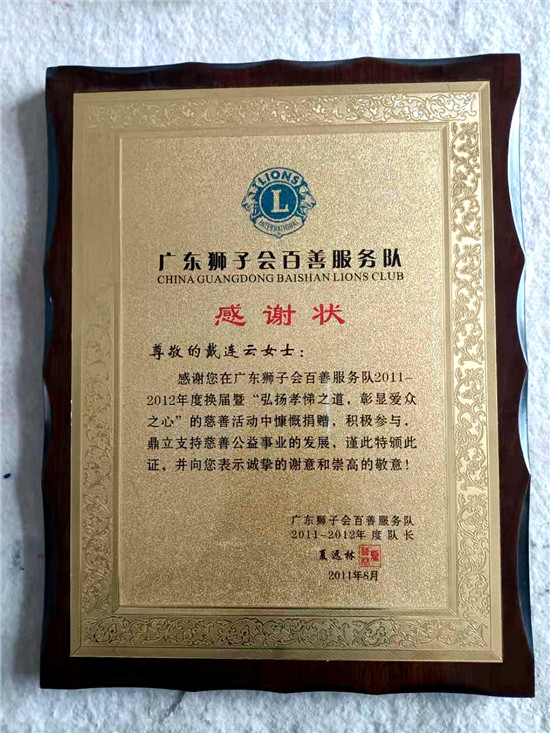 LIONS
L
INTERNATIONAL
广东狮子会百善服务队
CHINA GUANGDONG BAISHAN LIONS CLUB
感谢状
尊敬的戴连云女士：
感谢您在广东狮子会百善服务队2011-
2012年度换届暨“弘扬孝悌之道，彰显爱众
之心”的慈善活动中慷慨捐赠，积极参与，
鼎立支持慈善公益事业的发展，谨此特颁此
证，并向您表示诚挚的谢意和崇高的敬意！
广东狮子会百善服务队
2011-2012年度队长
夏远林
2011年8月